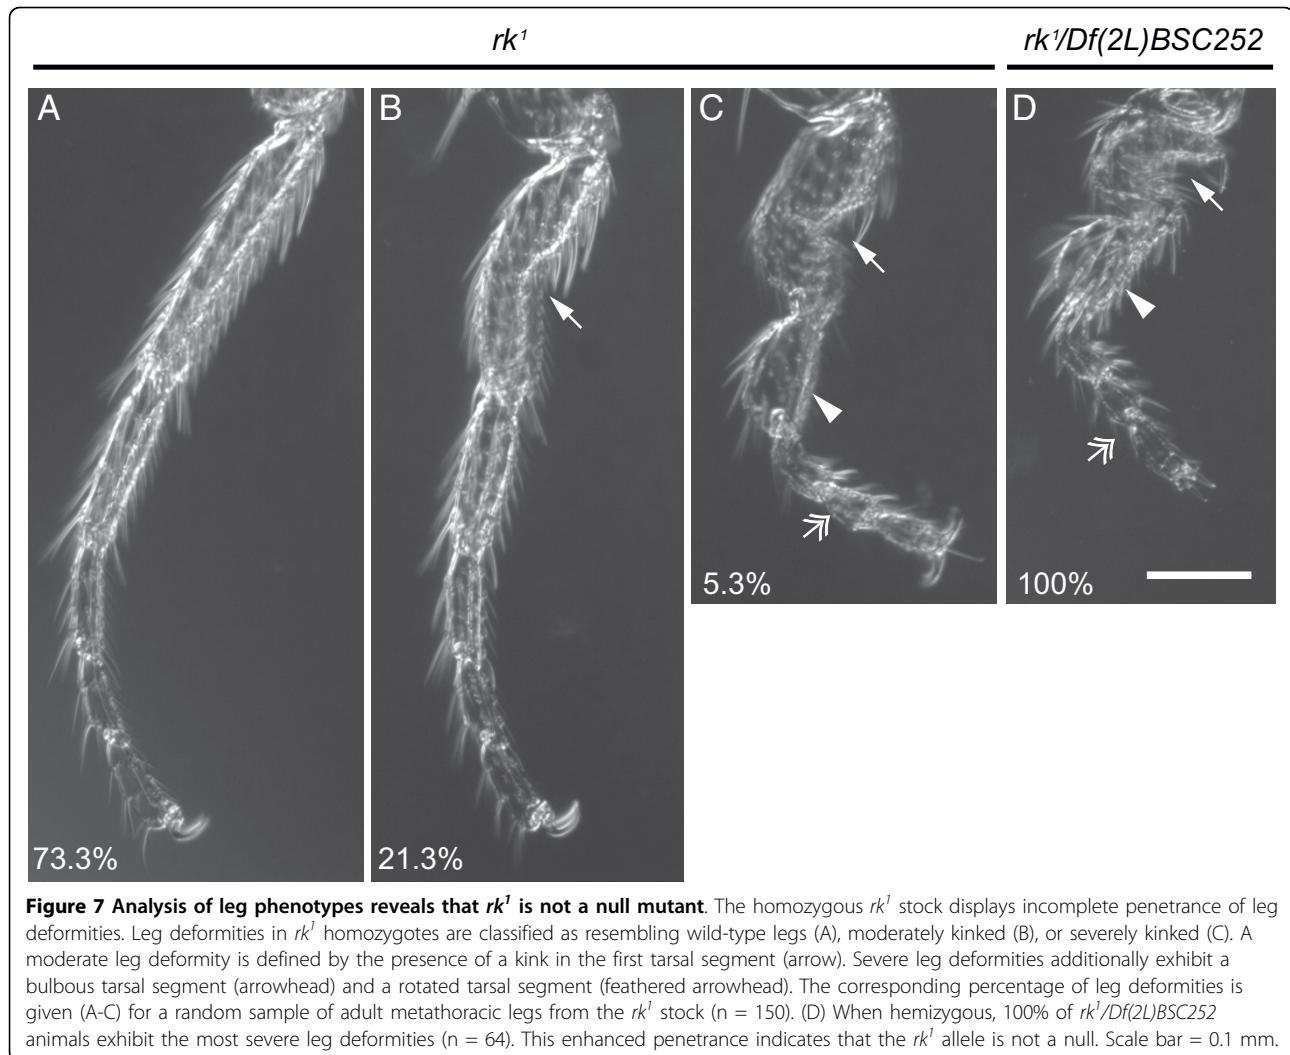 rk¹
rk¹/Df(2L)BSC252
A
B
C
D
73.3%
21.3%
5.3%
100%
Figure 7 Analysis of leg phenotypes reveals that rk¹ is not a null mutant. The homozygous rk¹ stock displays incomplete penetrance of leg
deformities. Leg deformities in rk¹ homozygotes are classified as resembling wild-type legs (A), moderately kinked (B), or severely kinked (C). A
moderate leg deformity is defined by the presence of a kink in the first tarsal segment (arrow). Severe leg deformities additionally exhibit a
bulbous tarsal segment (arrowhead) and a rotated tarsal segment (feathered arrowhead). The corresponding percentage of leg deformities is
given (A-C) for a random sample of adult metathoracic legs from the rk¹ stock (n = 150). (D) When hemizygous, 100% of rk¹/Df(2L)BSC252
animals exhibit the most severe leg deformities (n = 64). This enhanced penetrance indicates that the rk¹ allele is not a null. Scale bar = 0.1 mm.